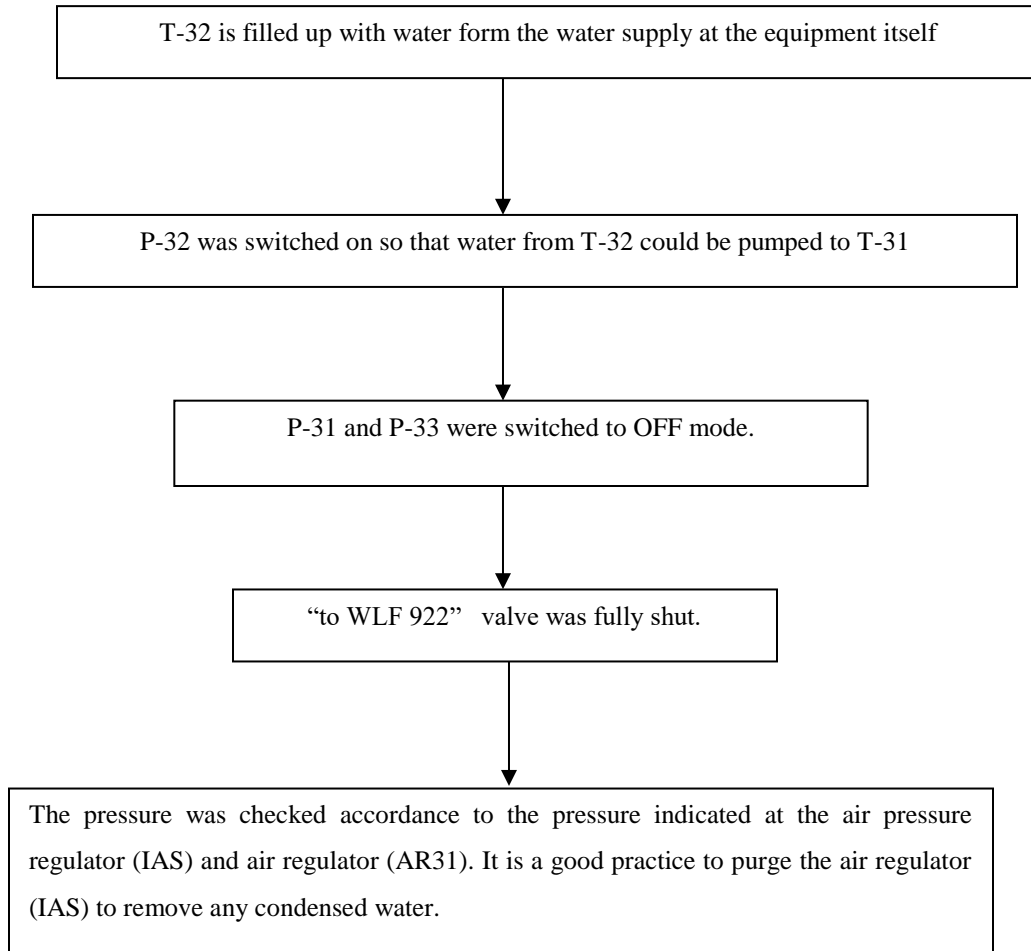 T-32 is filled up with water form the water supply at the equipment itself
P-32 was switched on so that water from T-32 could be pumped to T-31
P-31 and P-33 were switched to OFF mode.
“to WLF 922” valve was fully shut.
The pressure was checked accordance to the pressure indicated at the air pressure
regulator (IAS) and air regulator (AR31). It is a good practice to purge the air regulator
(IAS) to remove any condensed water.